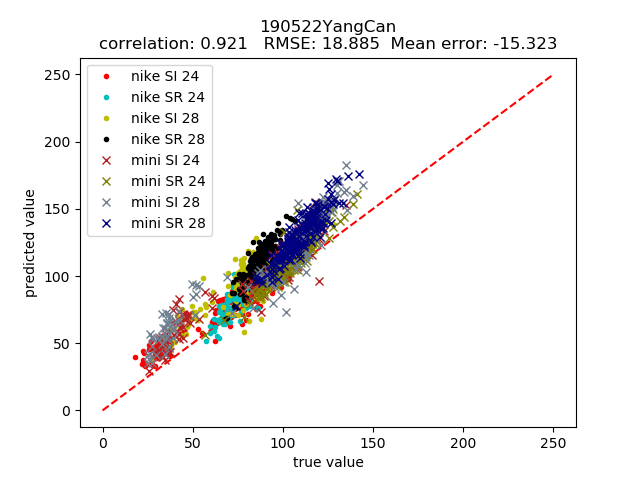 190522YangCan
correlation: 0.921 RMSE: 18.885 Mean error: -15.323
250
200
150
100
50
0
predicted value
nike SI 24
nike SR 24
nike SI 28
nike SR 28
mini SI 24
mini SR 24
mini SI 28
mini SR 28
0 50 100 150 200 250
true value